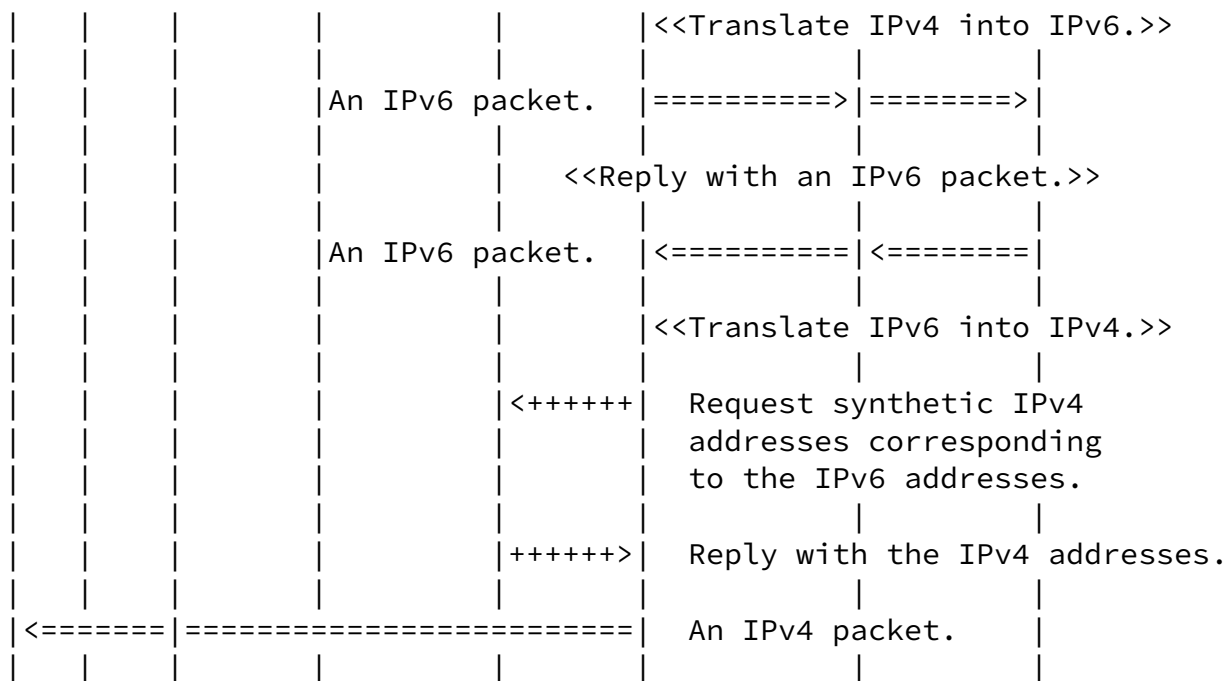 <<Translate IPv4 into IPv6.>>
An IPv6 packet. |==========>|========>|
<<Reply with an IPv6 packet.>>
An IPv6 packet. |<==========|<========|
<<Translate IPv6 into IPv4.>>
|<++++++| Request synthetic IPv4
addresses corresponding
to the IPv6 addresses.
|++++++>| Reply with the IPv4 addresses.
|<=======|=========================| An IPv4 packet.